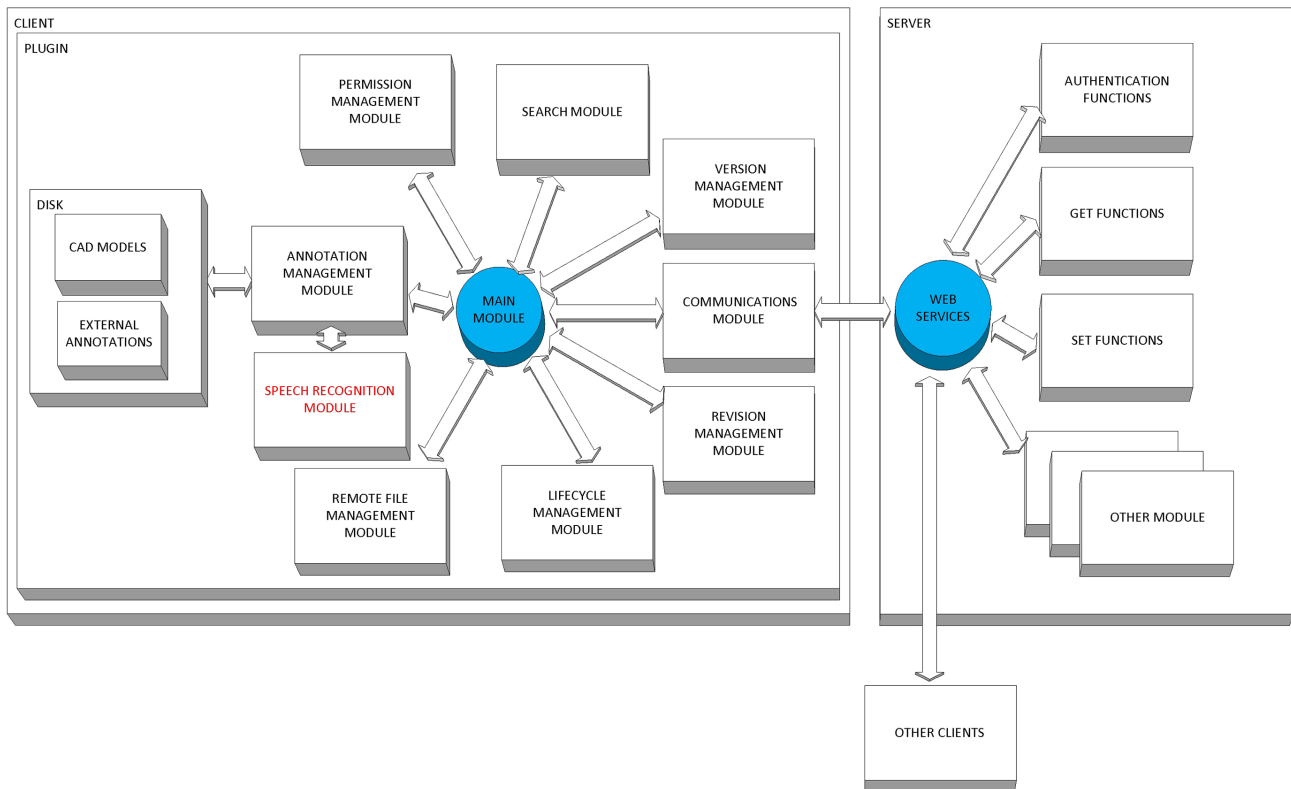 CLIENT
PLUGIN
PERMISSION
MANAGEMENT
MODULE
SEARCH MODULE
VERSION
MANAGEMENT
MODULE
DISK
CAD MODELS
EXTERNAL
ANNOTATIONS
ANNOTATION
MANAGEMENT
MODULE
MAIN
MODULE
COMMUNICATIONS
MODULE
SPEECH RECOGNITION
MODULE
REVISION
MANAGEMENT
MODULE
REMOTE FILE
MANAGEMENT
MODULE
LIFECYCLE
MANAGEMENT
MODULE
SERVER
AUTHENTICATION
FUNCTIONS
GET FUNCTIONS
WEB
SERVICES
SET FUNCTIONS
OTHER MODULE
OTHER CLIENTS